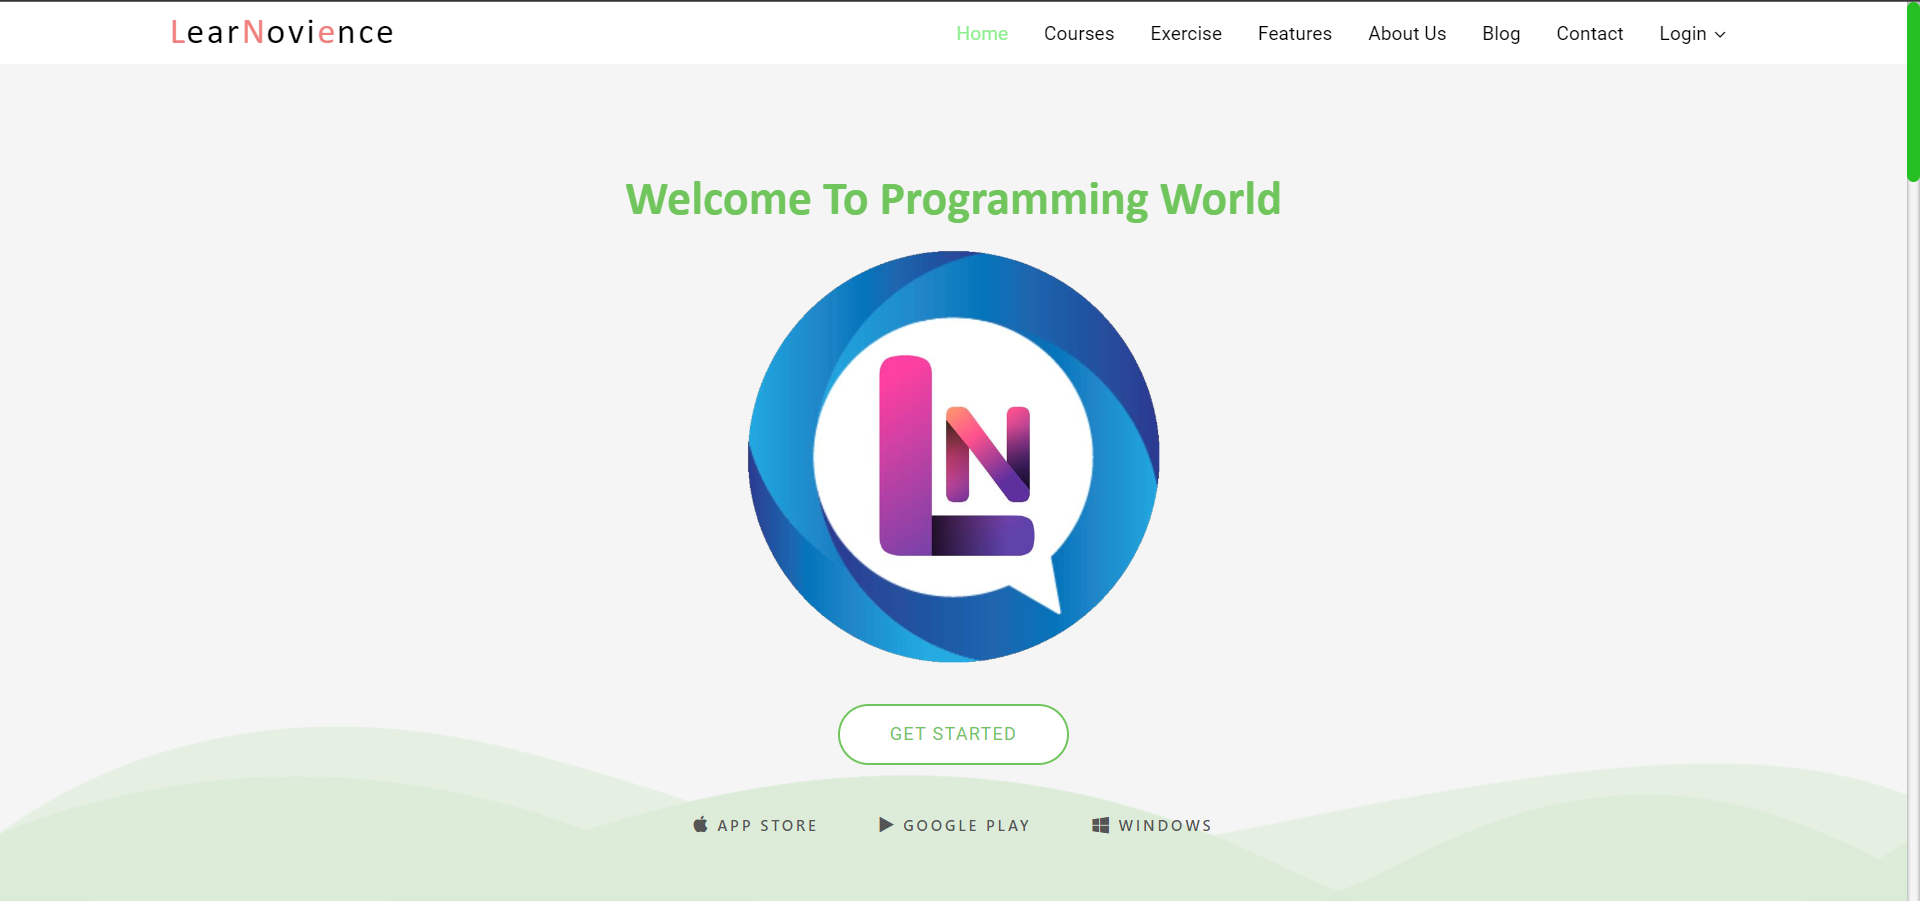 LearNovience Home Courses Exercise Features About Us Blog Contact Login
Welcome To Programming World
LN
GET STARTED
APP STORE GOOGLE PLAY WINDOWS